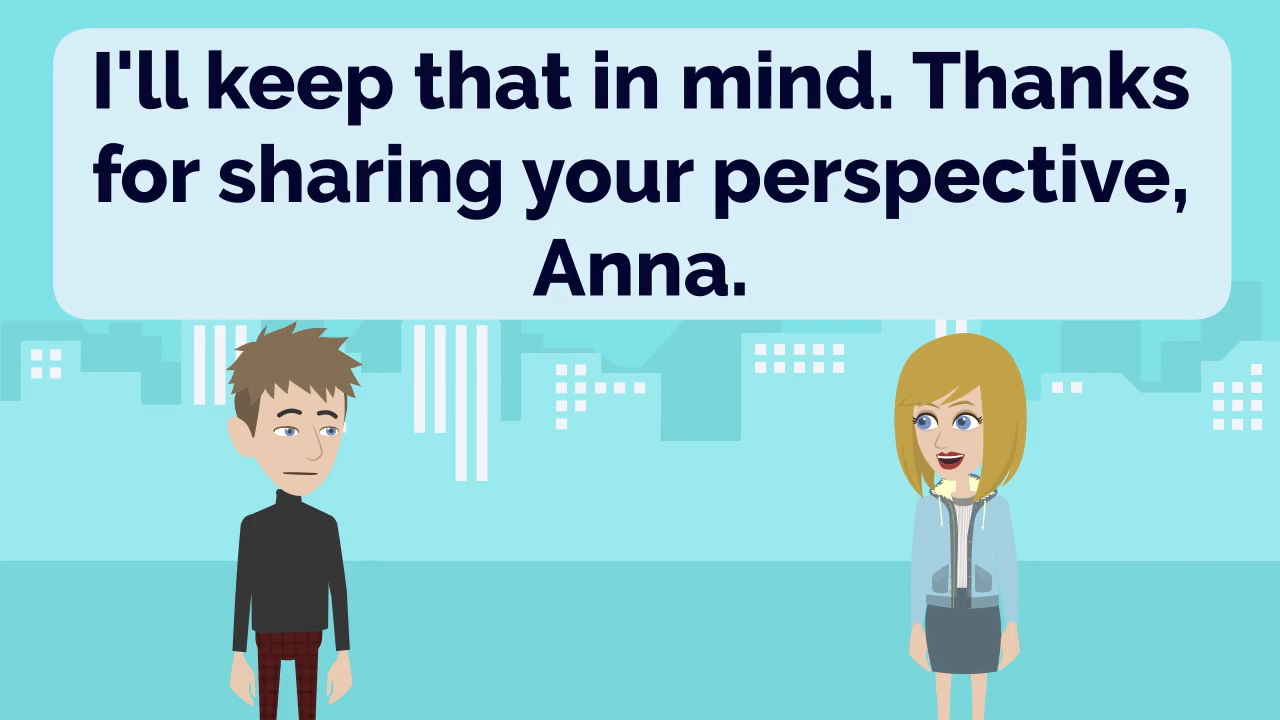 I'll keep that in mind. Thanks
for sharing your perspective,
Anna.